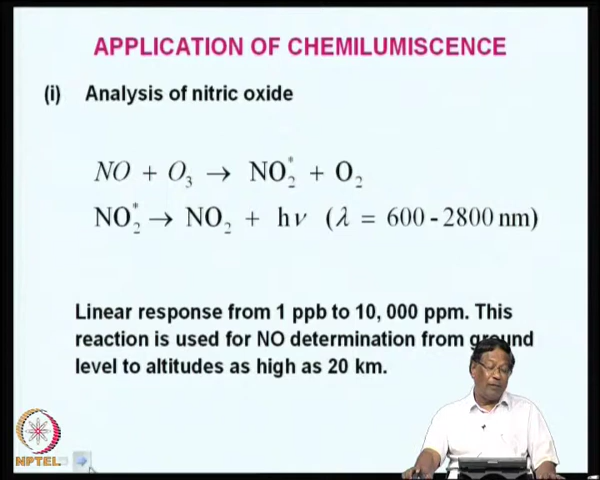 APPLICATION OF CHEMILUMISCENCE
(i) Analysis of nitric oxide
NO + O₃ → NO₂* + O₂
NO₂* → NO₂ + hν (λ = 600 - 2800 nm)
Linear response from 1 ppb to 10, 000 ppm. This
reaction is used for NO determination from ground
level to altitudes as high as 20 km.
NPTEL